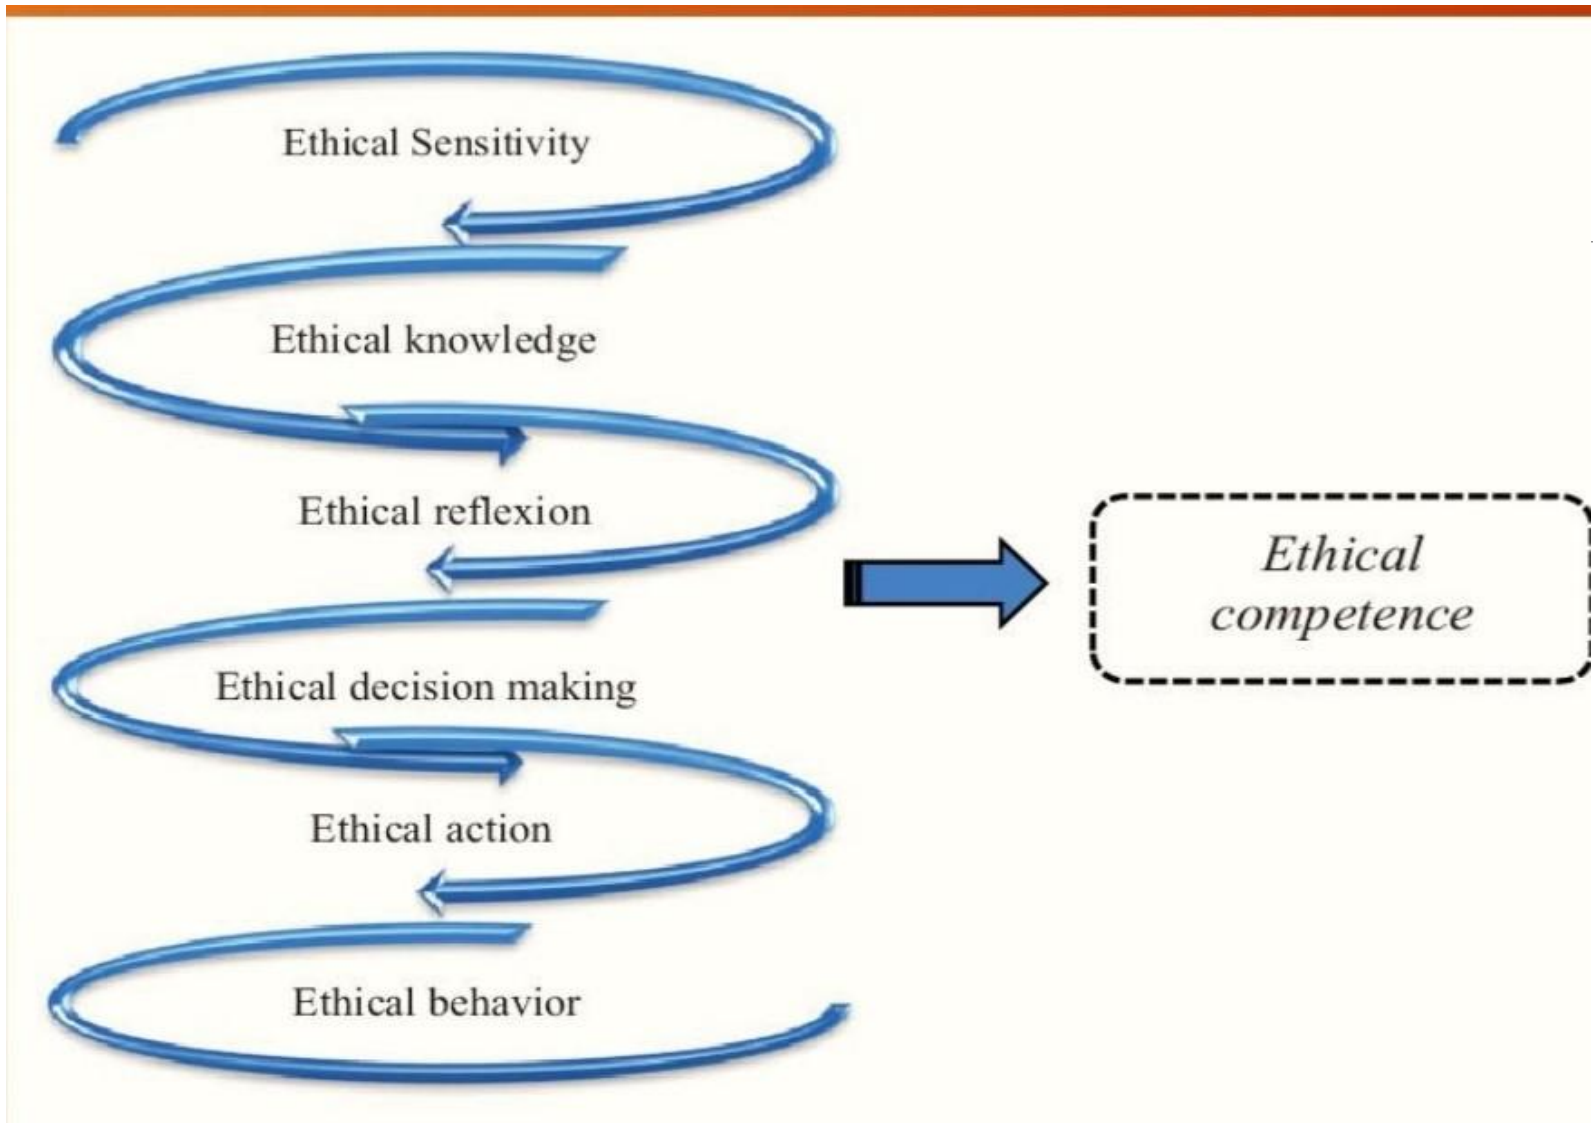 Ethical Sensitivity
Ethical knowledge
Ethical reflexion
Ethical decision making
Ethical action
Ethical behavior
Ethical
competence